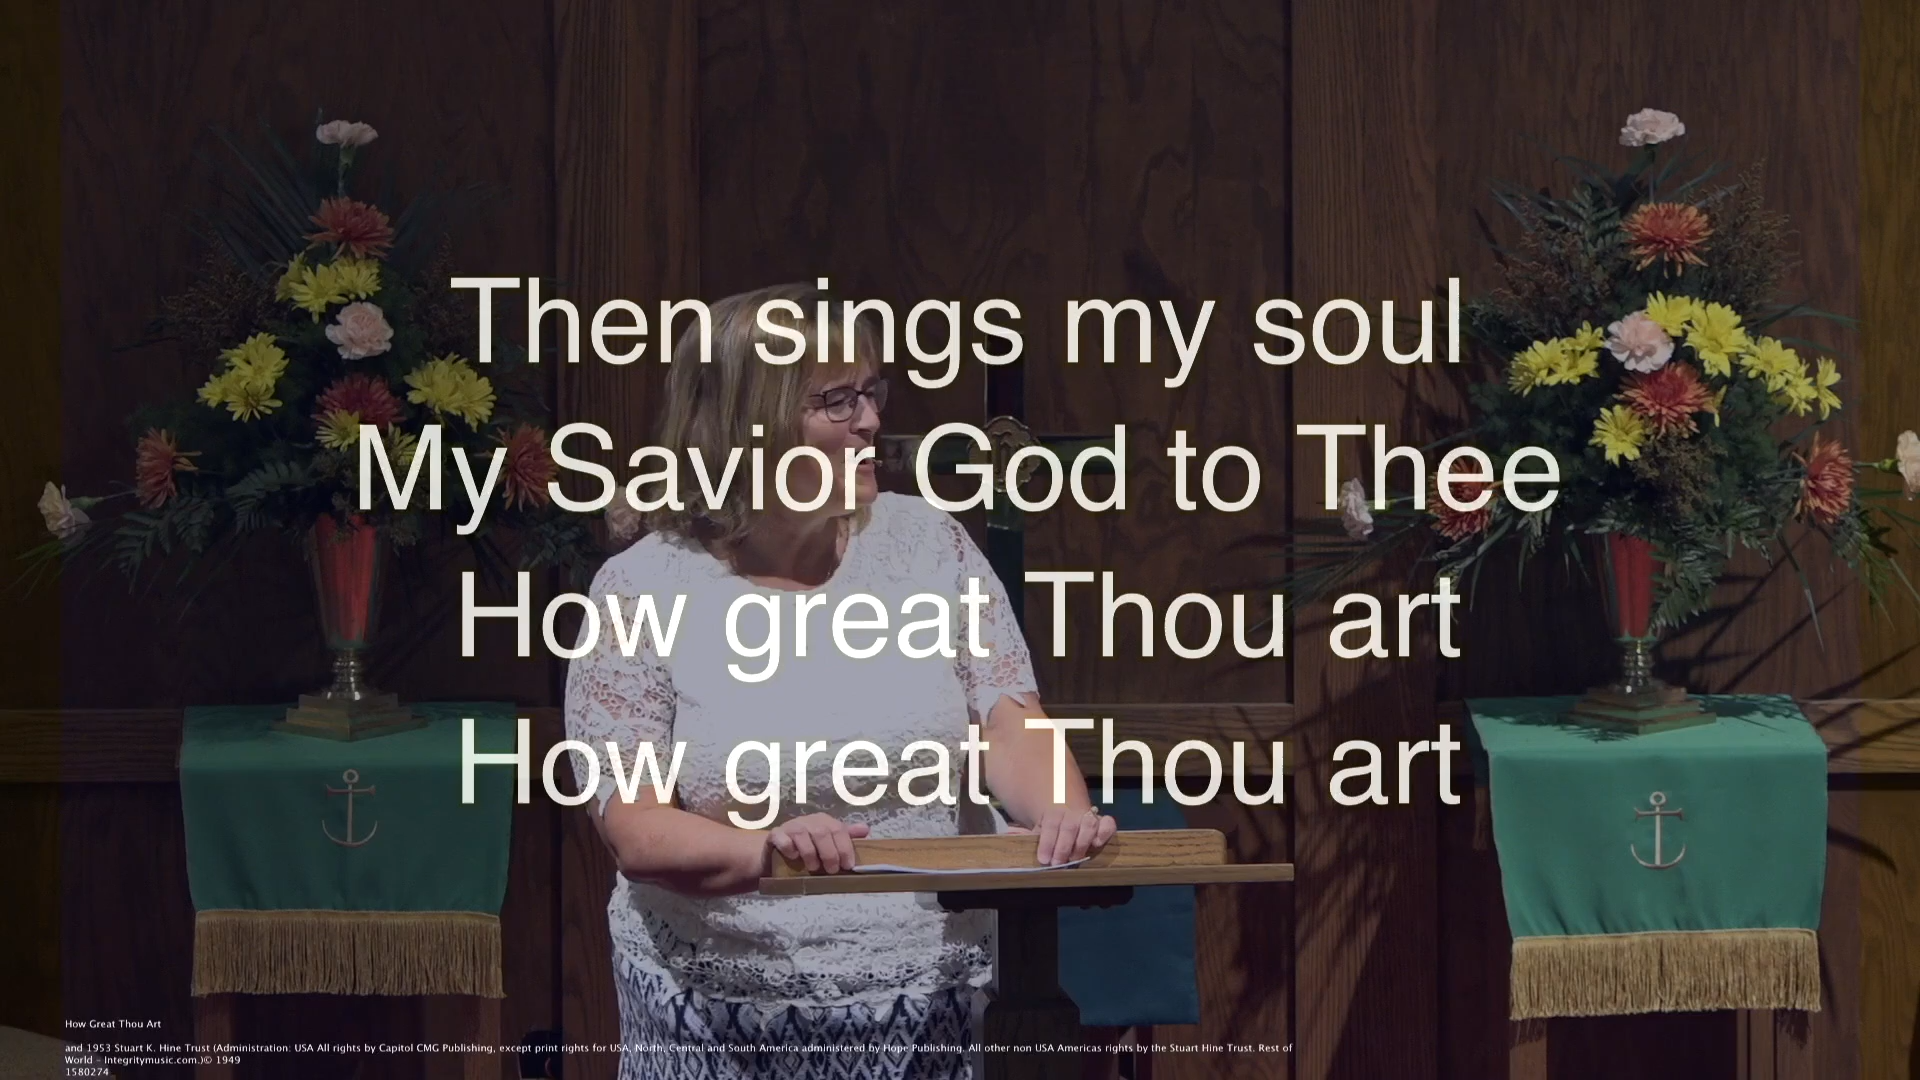 Then sings my soul
My Savior God to Thee
How great Thou art
How great Thou art
How Great Thou Art
and 1953 Stuart K. Hine Trust (Administration: USA All rights by Capitol CMG Publishing, except print rights for USA, North, Central and South America administered by Hope Publishing. All other non USA Americas rights by the Stuart Hine Trust. Rest of
World – Integritymusic.com.)© 1949
1580274